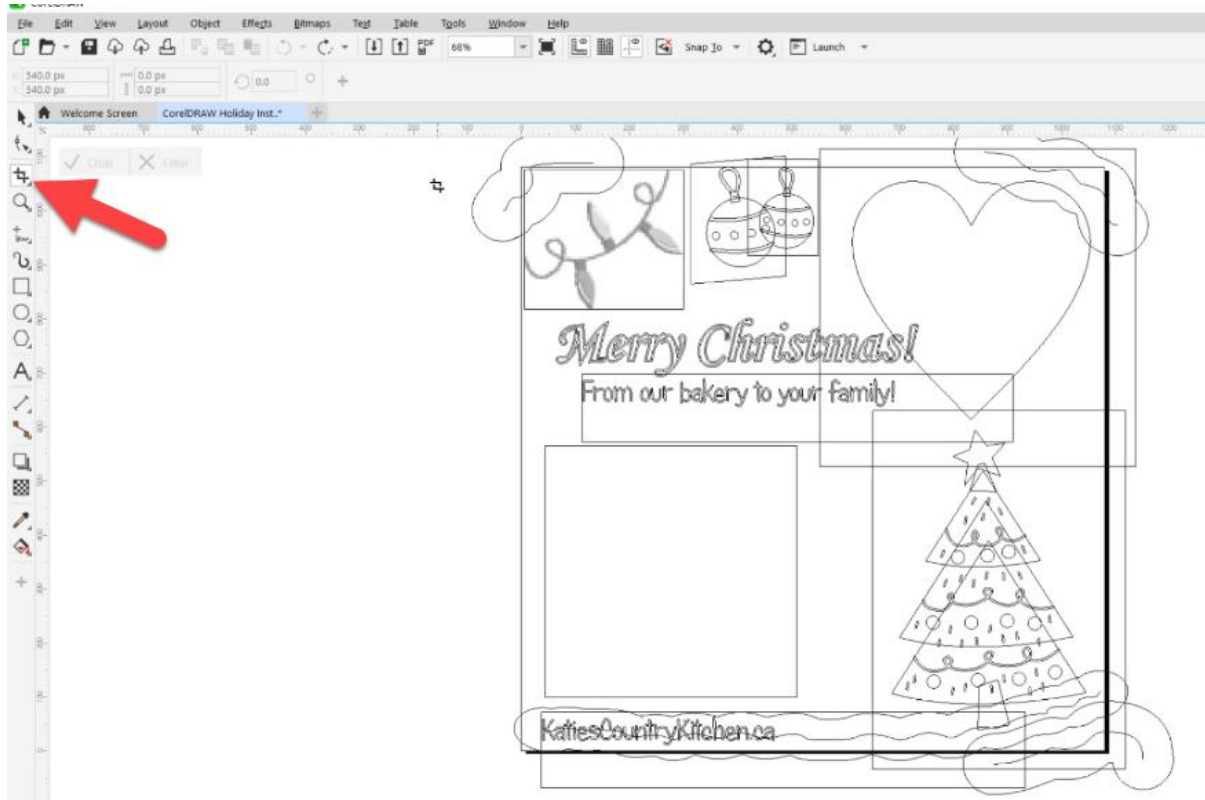 CorelDRAW
File Edit View Layout Object Effects Bitmaps Text Table Tools Window Help
PDF 68% Snap To Launch
540.0 px 0.0 px
540.0 px 0.0 px 0.0
Welcome Screen CorelDRAW Holiday Inst..*
Crop Clear
Merry Christmas!
From our bakery to your family!
KatiesCountryKitchen.ca